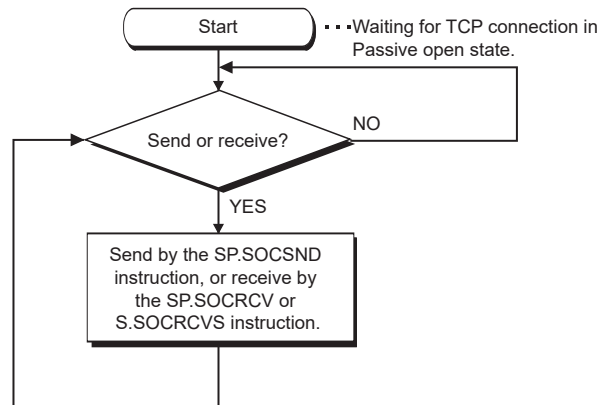 Start
Waiting for TCP connection in
Passive open state.
Send or receive?
NO
YES
Send by the SP.SOCSND
instruction, or receive by
the SP.SOCRCV or
S.SOCRCVS instruction.